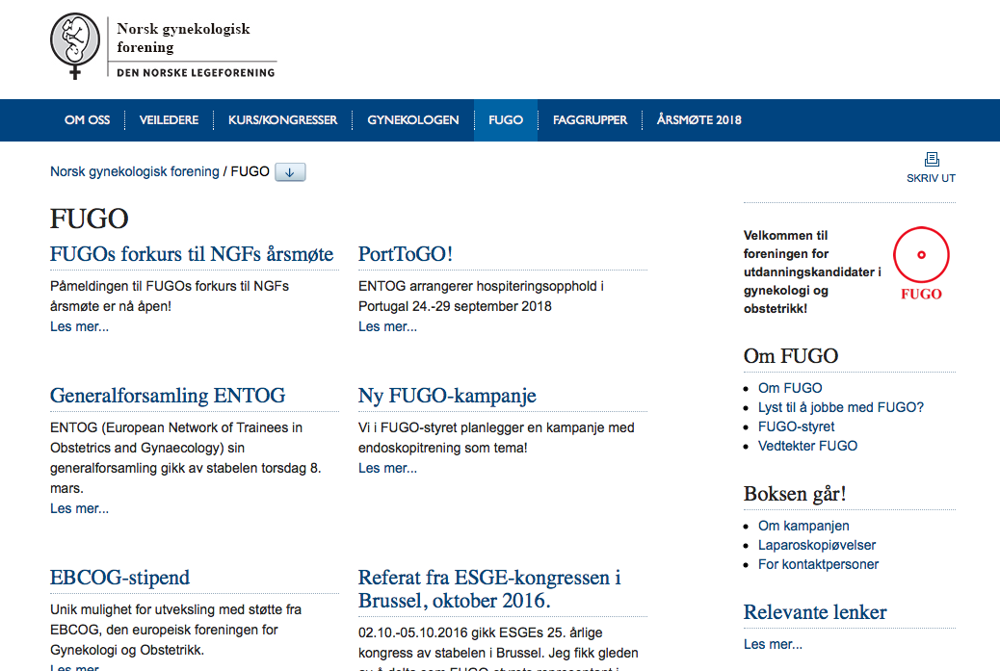 Norsk gynekologisk
forening
DEN NORSKE LEGEFORENING
OM OSS
VEILEDERE
KURS/KONGRESSER
GYNEKOLOGEN
FUGO
FAGGRUPPER
ÅRSMØTE 2018
Norsk gynekologisk forening / FUGO
SKRIV UT
FUGO
FUGOs forkurs til NGFs årsmøte
Påmeldingen til FUGOs forkurs til NGFs
årsmøte er nå åpen!
Les mer...
PortToGO!
ENTOG arrangerer hospiteringsopphold i
Portugal 24.-29 september 2018
Les mer...
Generalforsamling ENTOG
ENTOG (European Network of Trainees in
Obstetrics and Gynaecology) sin
generalforsamling gikk av stabelen torsdag 8.
mars.
Les mer...
Ny FUGO-kampanje
Vi i FUGO-styret planlegger en kampanje med
endoskopitrening som tema!
Les mer...
EBCOG-stipend
Unik mulighet for utveksling med støtte fra
EBCOG, den europeisk foreningen for
Gynekologi og Obstetrikk.
Les mer
Referat fra ESGE-kongressen i
Brussel, oktober 2016.
02.10.-05.10.2016 gikk ESGEs 25. årlige
kongress av stabelen i Brussel. Jeg fikk gleden
av å delta som FUGO-styrets representant i
Velkommen til
foreningen for
utdanningskandidater i
gynekologi og
obstetrikk!
FUGO
Om FUGO
Om FUGO
Lyst til å jobbe med FUGO?
FUGO-styret
Vedtekter FUGO
Boksen går!
Om kampanjen
Laparoskopiøvelser
For kontaktpersoner
Relevante lenker
Les mer...